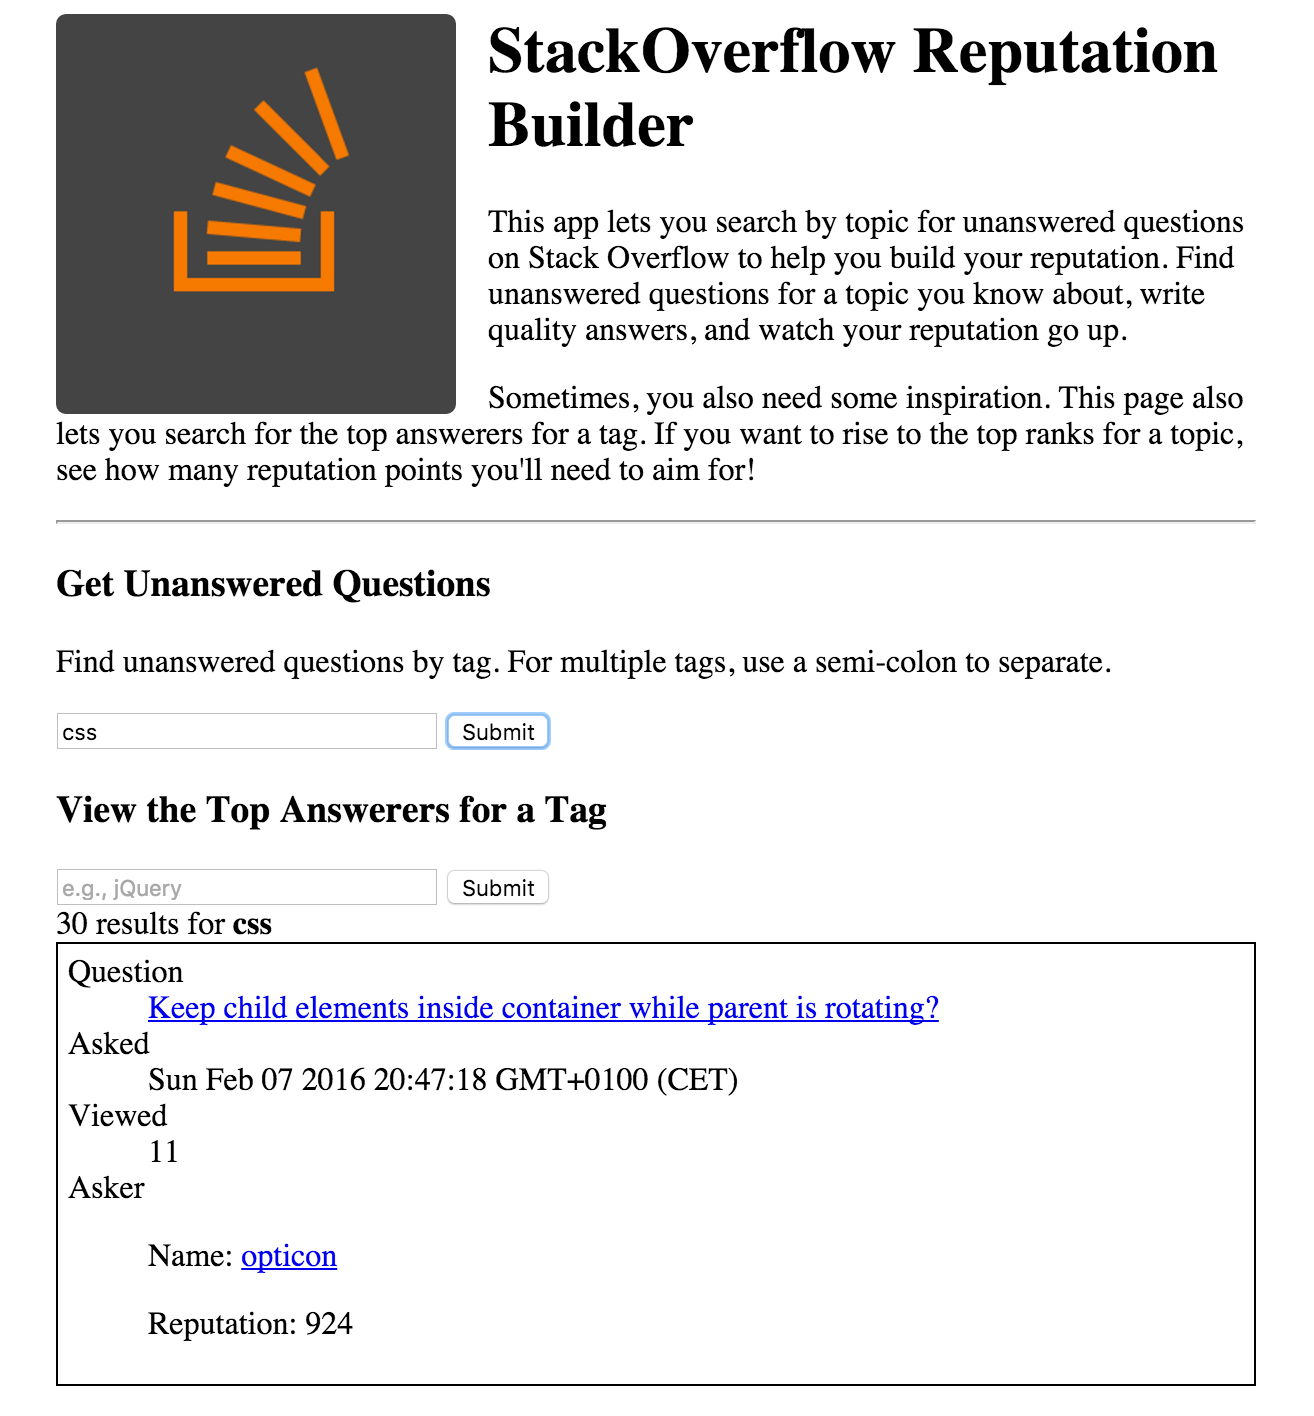 StackOverflow Reputation
Builder
This app lets you search by topic for unanswered questions
on Stack Overflow to help you build your reputation. Find
unanswered questions for a topic you know about, write
quality answers, and watch your reputation go up.
Sometimes, you also need some inspiration. This page also
lets you search for the top answerers for a tag. If you want to rise to the top ranks for a topic,
see how many reputation points you'll need to aim for!
Get Unanswered Questions
Find unanswered questions by tag. For multiple tags, use a semi-colon to separate.
css Submit
View the Top Answerers for a Tag
e.g., jQuery Submit
30 results for css
Question
Keep child elements inside container while parent is rotating?
Asked
Sun Feb 07 2016 20:47:18 GMT+0100 (CET)
Viewed
11
Asker
Name: opticon
Reputation: 924